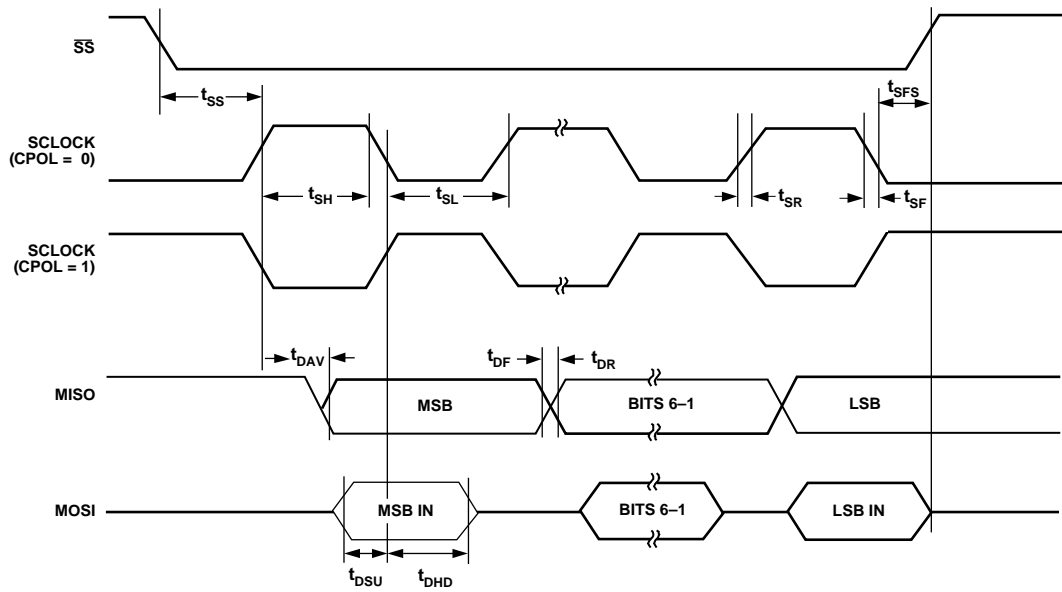 SS
tSS
tSFS
SCLOCK
(CPOL = 0)
tSH
tSL
tSR
tSF
SCLOCK
(CPOL = 1)
tDAV
tDF
tDR
MISO
MSB
BITS 6–1
LSB
MOSI
MSB IN
BITS 6–1
LSB IN
tDSU
tDHD